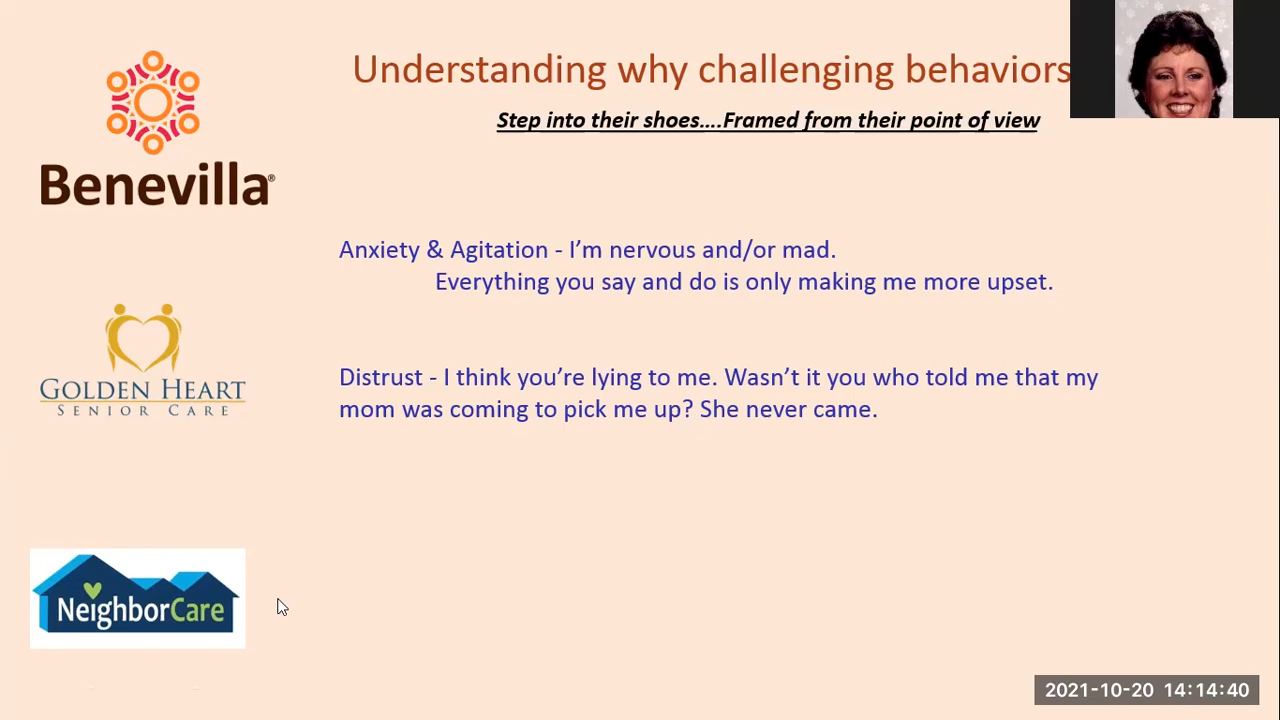 Understanding why challenging behaviors
Step into their shoes....Framed from their point of view
Benevilla®
Anxiety & Agitation - I'm nervous and/or mad.
Everything you say and do is only making me more upset.
GOLDEN HEART
SENIOR CARE
Distrust - I think you're lying to me. Wasn't it you who told me that my
mom was coming to pick me up? She never came.
NeighborCare
2021-10-20 14:14:40